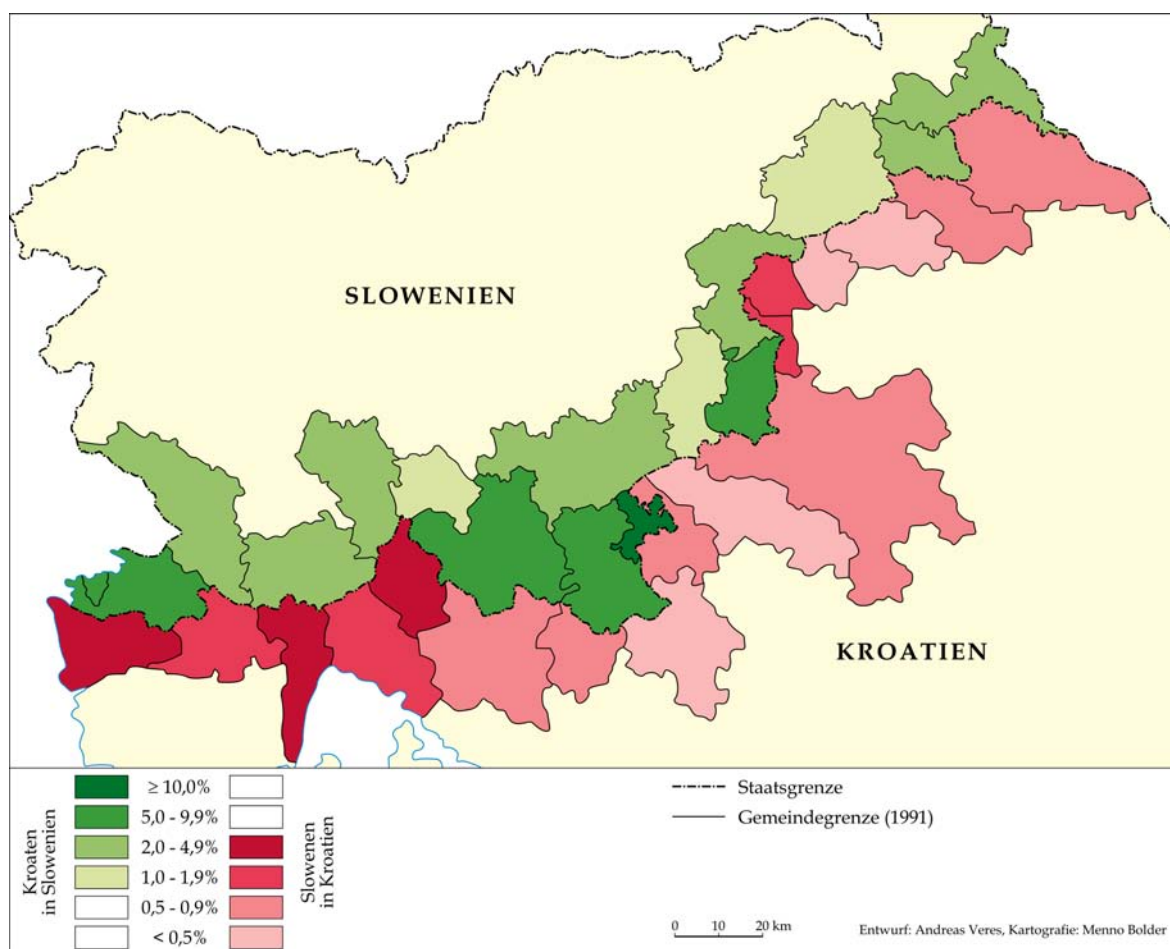 SLOWENIEN
KROATIEN
Kroaten
in Slowenien
≥ 10,0%
5,0 - 9,9%
2,0 - 4,9%
1,0 - 1,9%
0,5 - 0,9%
< 0,5%
Slowenen
in Kroatien
Staatsgrenze
Gemeindegrenze (1991)
0 10 20 km
Entwurf: Andreas Veres, Kartografie: Menno Bolder